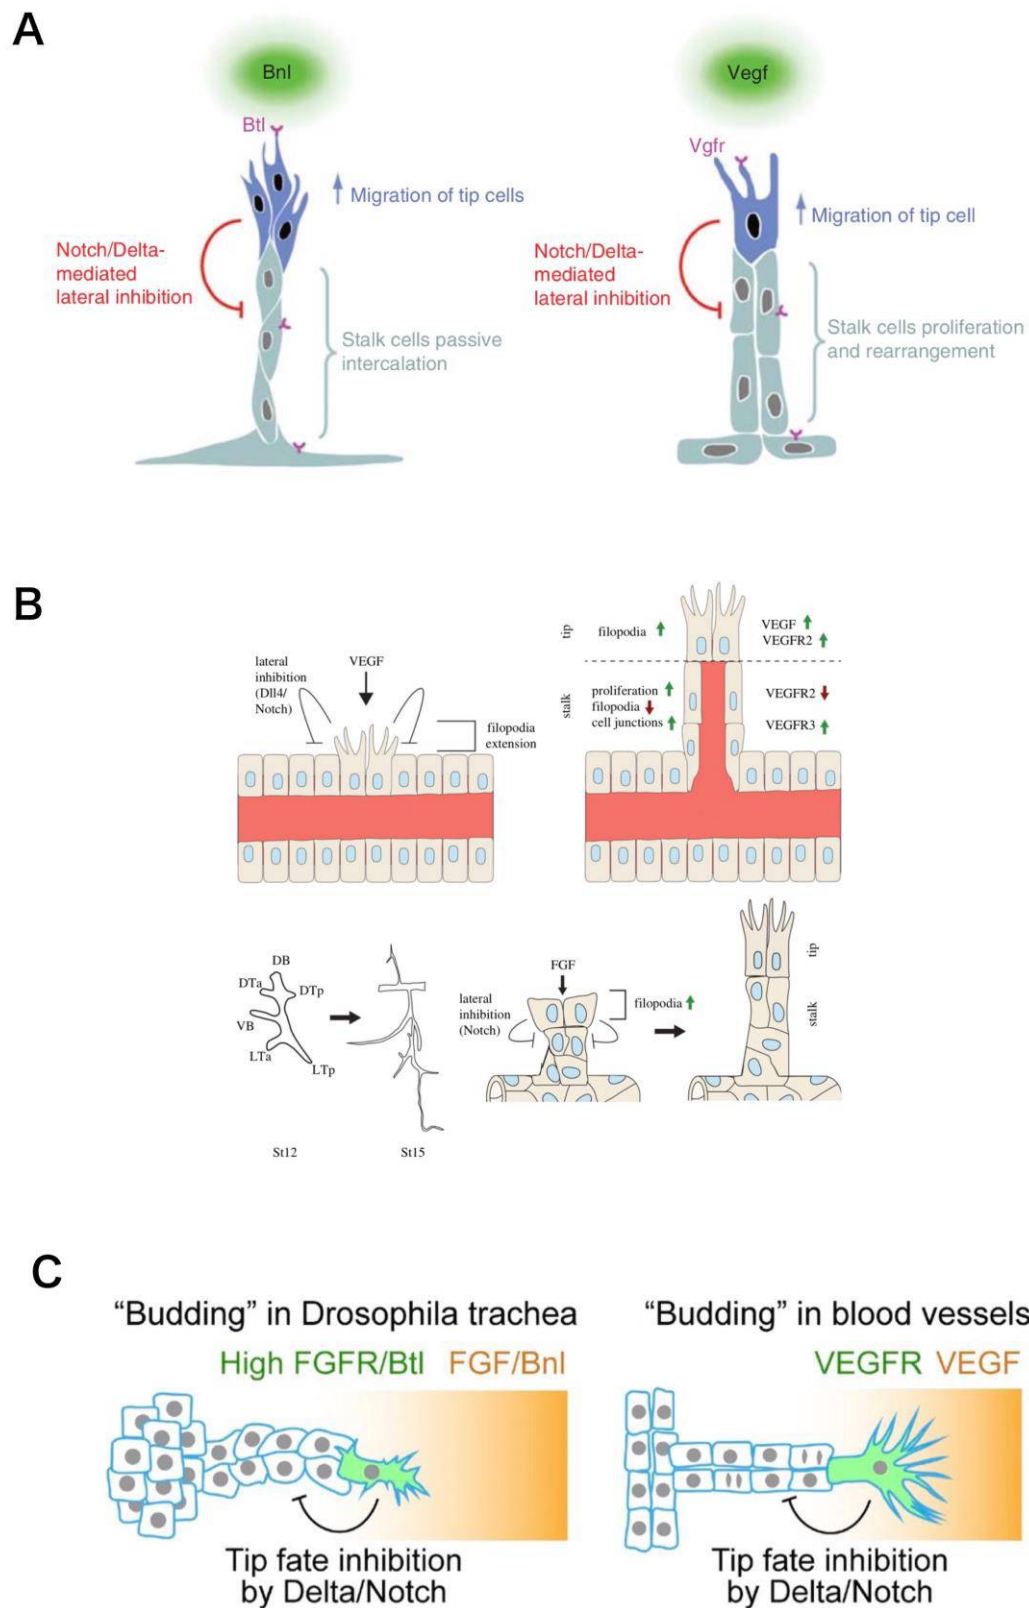 A
Bnl
Btl
Migration of tip cells
Notch/Delta-
mediated
lateral inhibition
Stalk cells passive
intercalation
Vegf
Vgfr
Migration of tip cell
Notch/Delta-
mediated
lateral inhibition
Stalk cells proliferation
and rearrangement
B
lateral
inhibition
(Dll4/
Notch)
VEGF
filopodia
extension
tip
filopodia
VEGF
VEGFR2
stalk
proliferation
filopodia
cell junctions
VEGFR2
VEGFR3
DB
DTa
DTp
VB
LTa
LTp
St12
St15
FGF
lateral
inhibition
(Notch)
filopodia
tip
stalk
C
“Budding” in Drosophila trachea
High FGFR/Btl FGF/Bnl
Tip fate inhibition
by Delta/Notch
“Budding” in blood vessels
VEGFR VEGF
Tip fate inhibition
by Delta/Notch